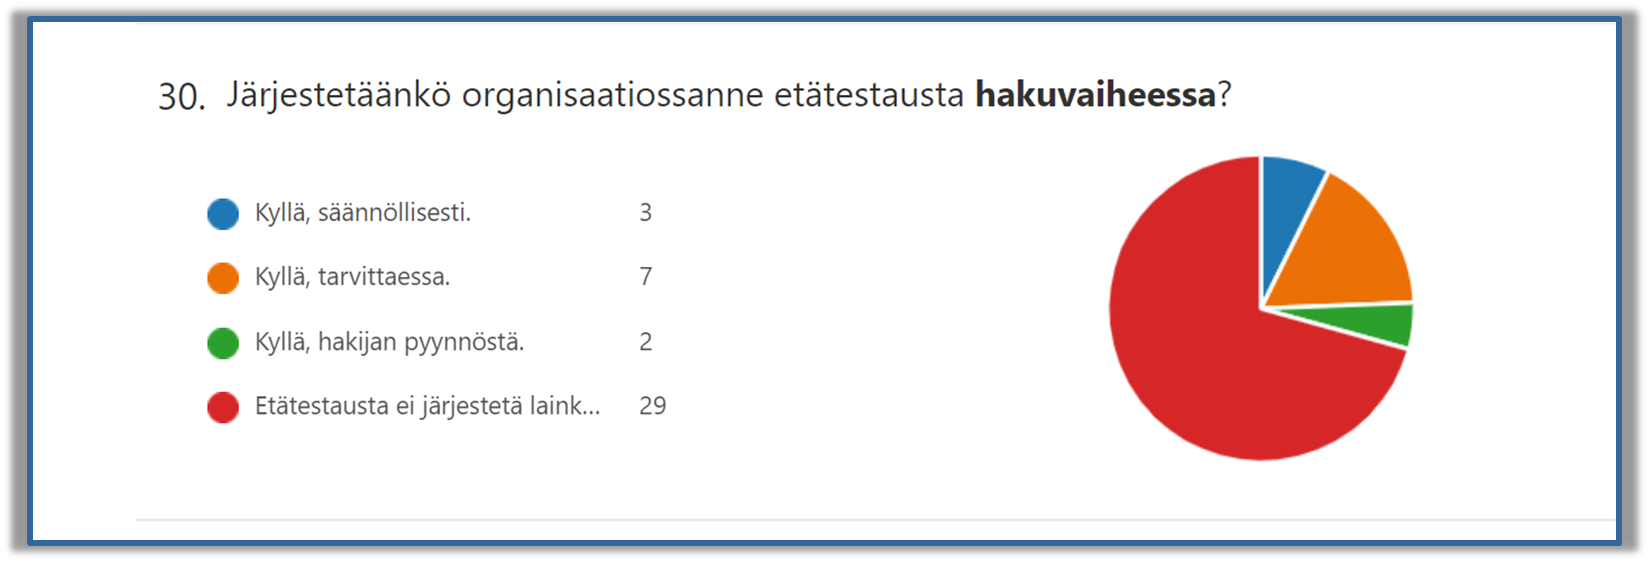 30. Järjestetäänkö organisaatiossanne etätestausta hakuvaiheessa?
Kyllä, säännöllisesti. 3
Kyllä, tarvittaessa. 7
Kyllä, hakijan pyynnöstä. 2
Etätestausta ei järjestetä laink... 29